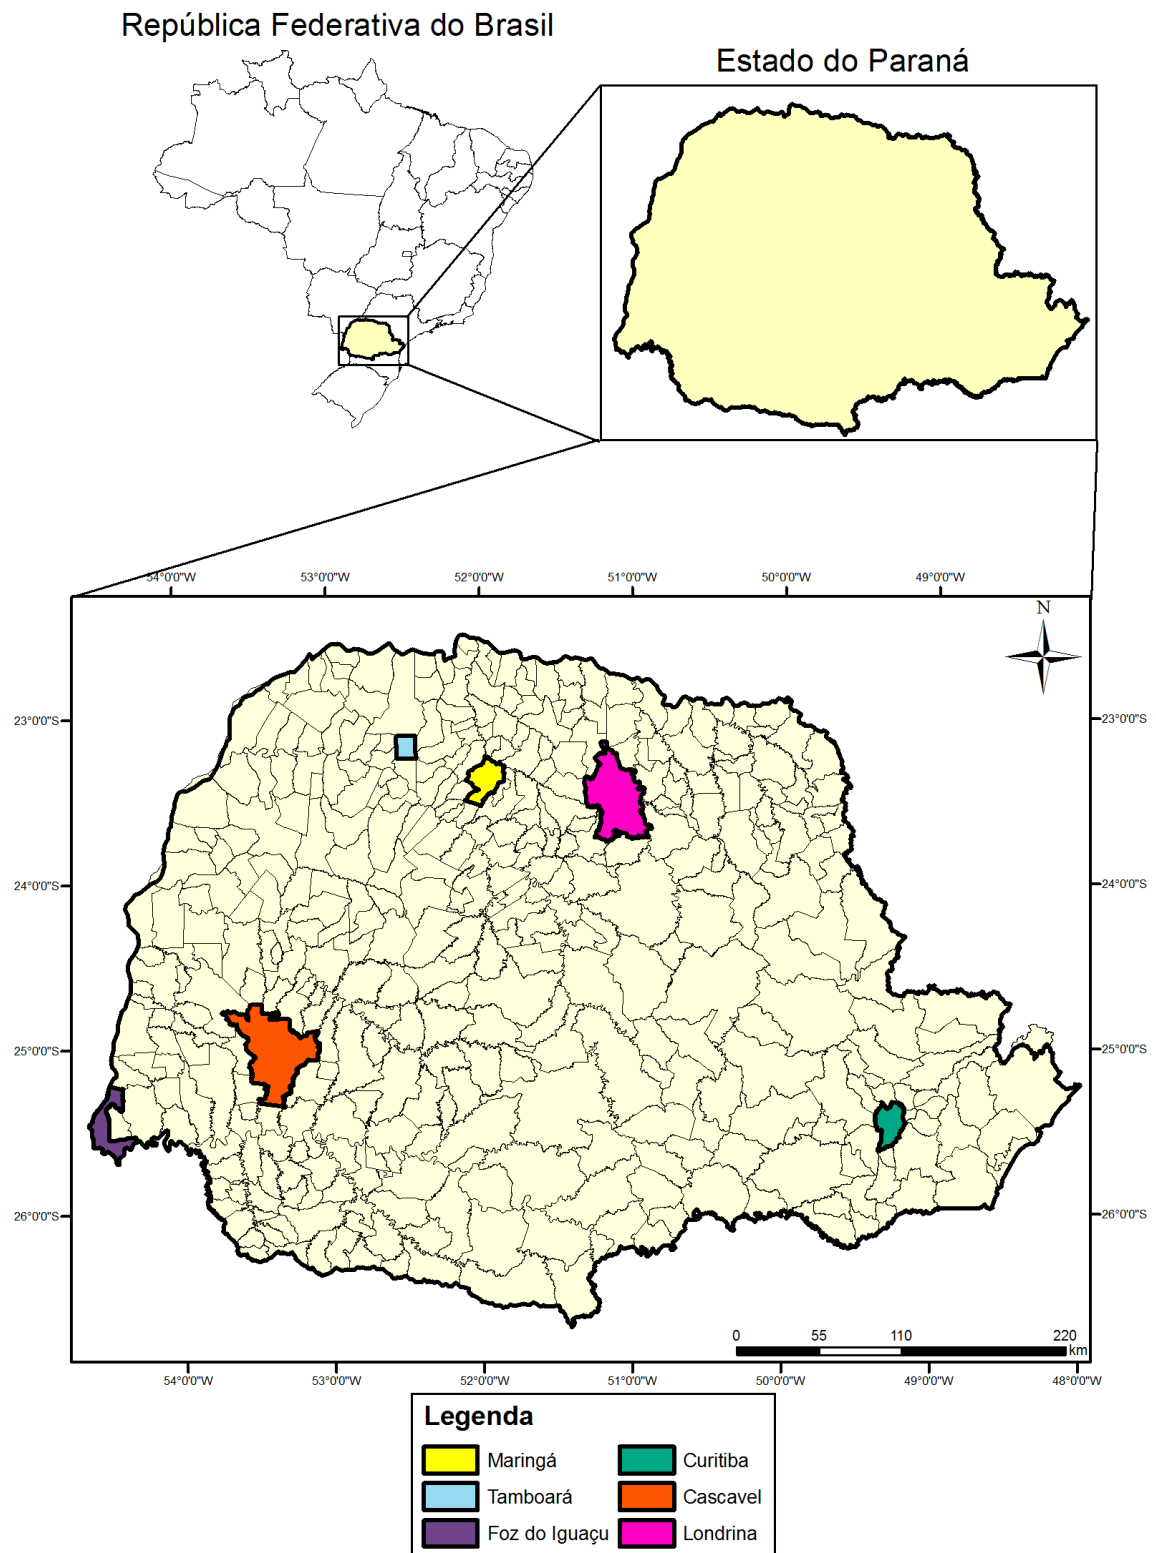 República Federativa do Brasil
Estado do Paraná
54°0'0"W 53°0'0"W 52°0'0"W 51°0'0"W 50°0'0"W 49°0'0"W
N
23°0'0"S 23°0'0"S
24°0'0"S 24°0'0"S
25°0'0"S 25°0'0"S
26°0'0"S 26°0'0"S
0 55 110 220
km
54°0'0"W 53°0'0"W 52°0'0"W 51°0'0"W 50°0'0"W 49°0'0"W 48°0'0"W
Legenda
Maringá Curitiba
Tamboará Cascavel
Foz do Iguaçu Londrina